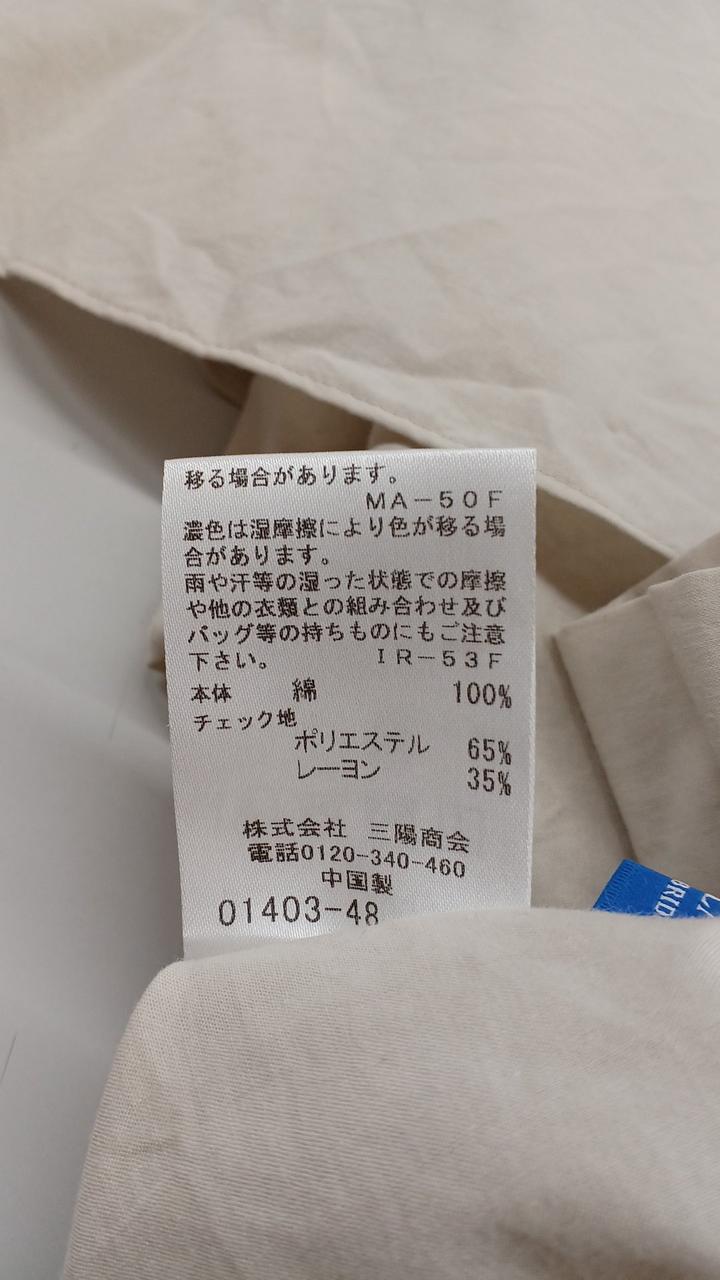 移る場合があります。
MA-50F
濃色は湿摩擦により色が移る場
合があります。
雨や汗等の湿った状態での摩擦
や他の衣類との組み合わせ及び
バッグ等の持ちものにもご注意
下さい。 IR-53F
本体 綿 100%
チェック地
ポリエステル 65%
レーヨン 35%
株式会社 三陽商会
電話0120-340-460
中国製
01403-48